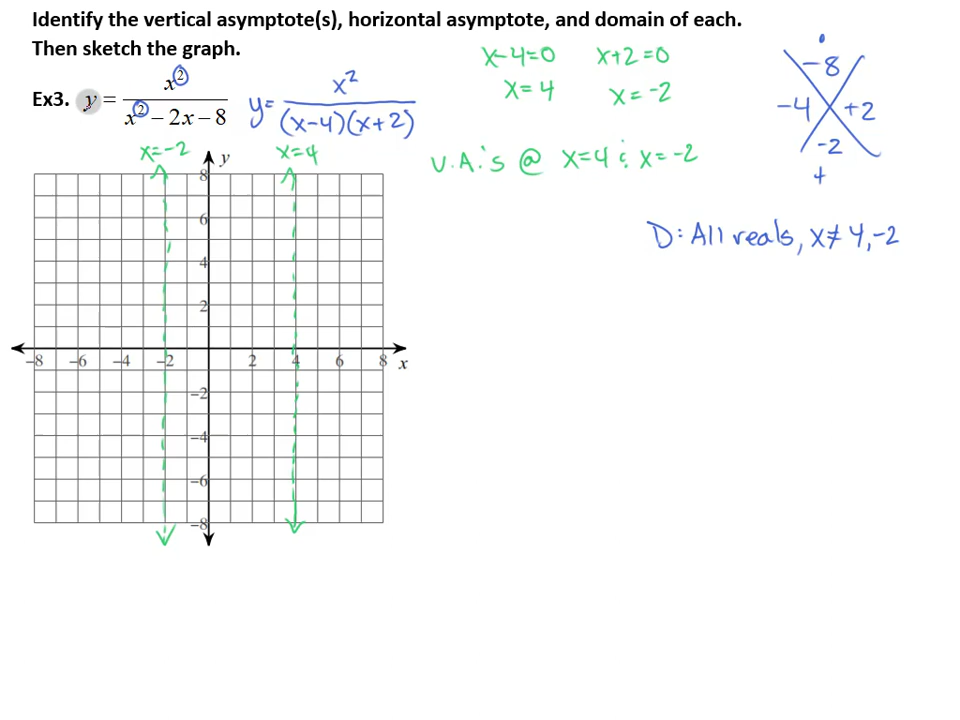 Identify the vertical asymptote(s), horizontal asymptote, and domain of each.
Then sketch the graph.
x-4=0 x+2=0
x=4 x=-2
-8
-4 +2
-2
+
Ex3. y = x² / x² − 2x − 8
y= x² / (x-4)(x+2)
x=-2 y x=4
V.A.'s @ x=4 & x=-2
D: All reals, x≠4,-2
8
6
4
2
−8 −6 −4 −2 2 4 6 8 x
−2
−4
−6
−8